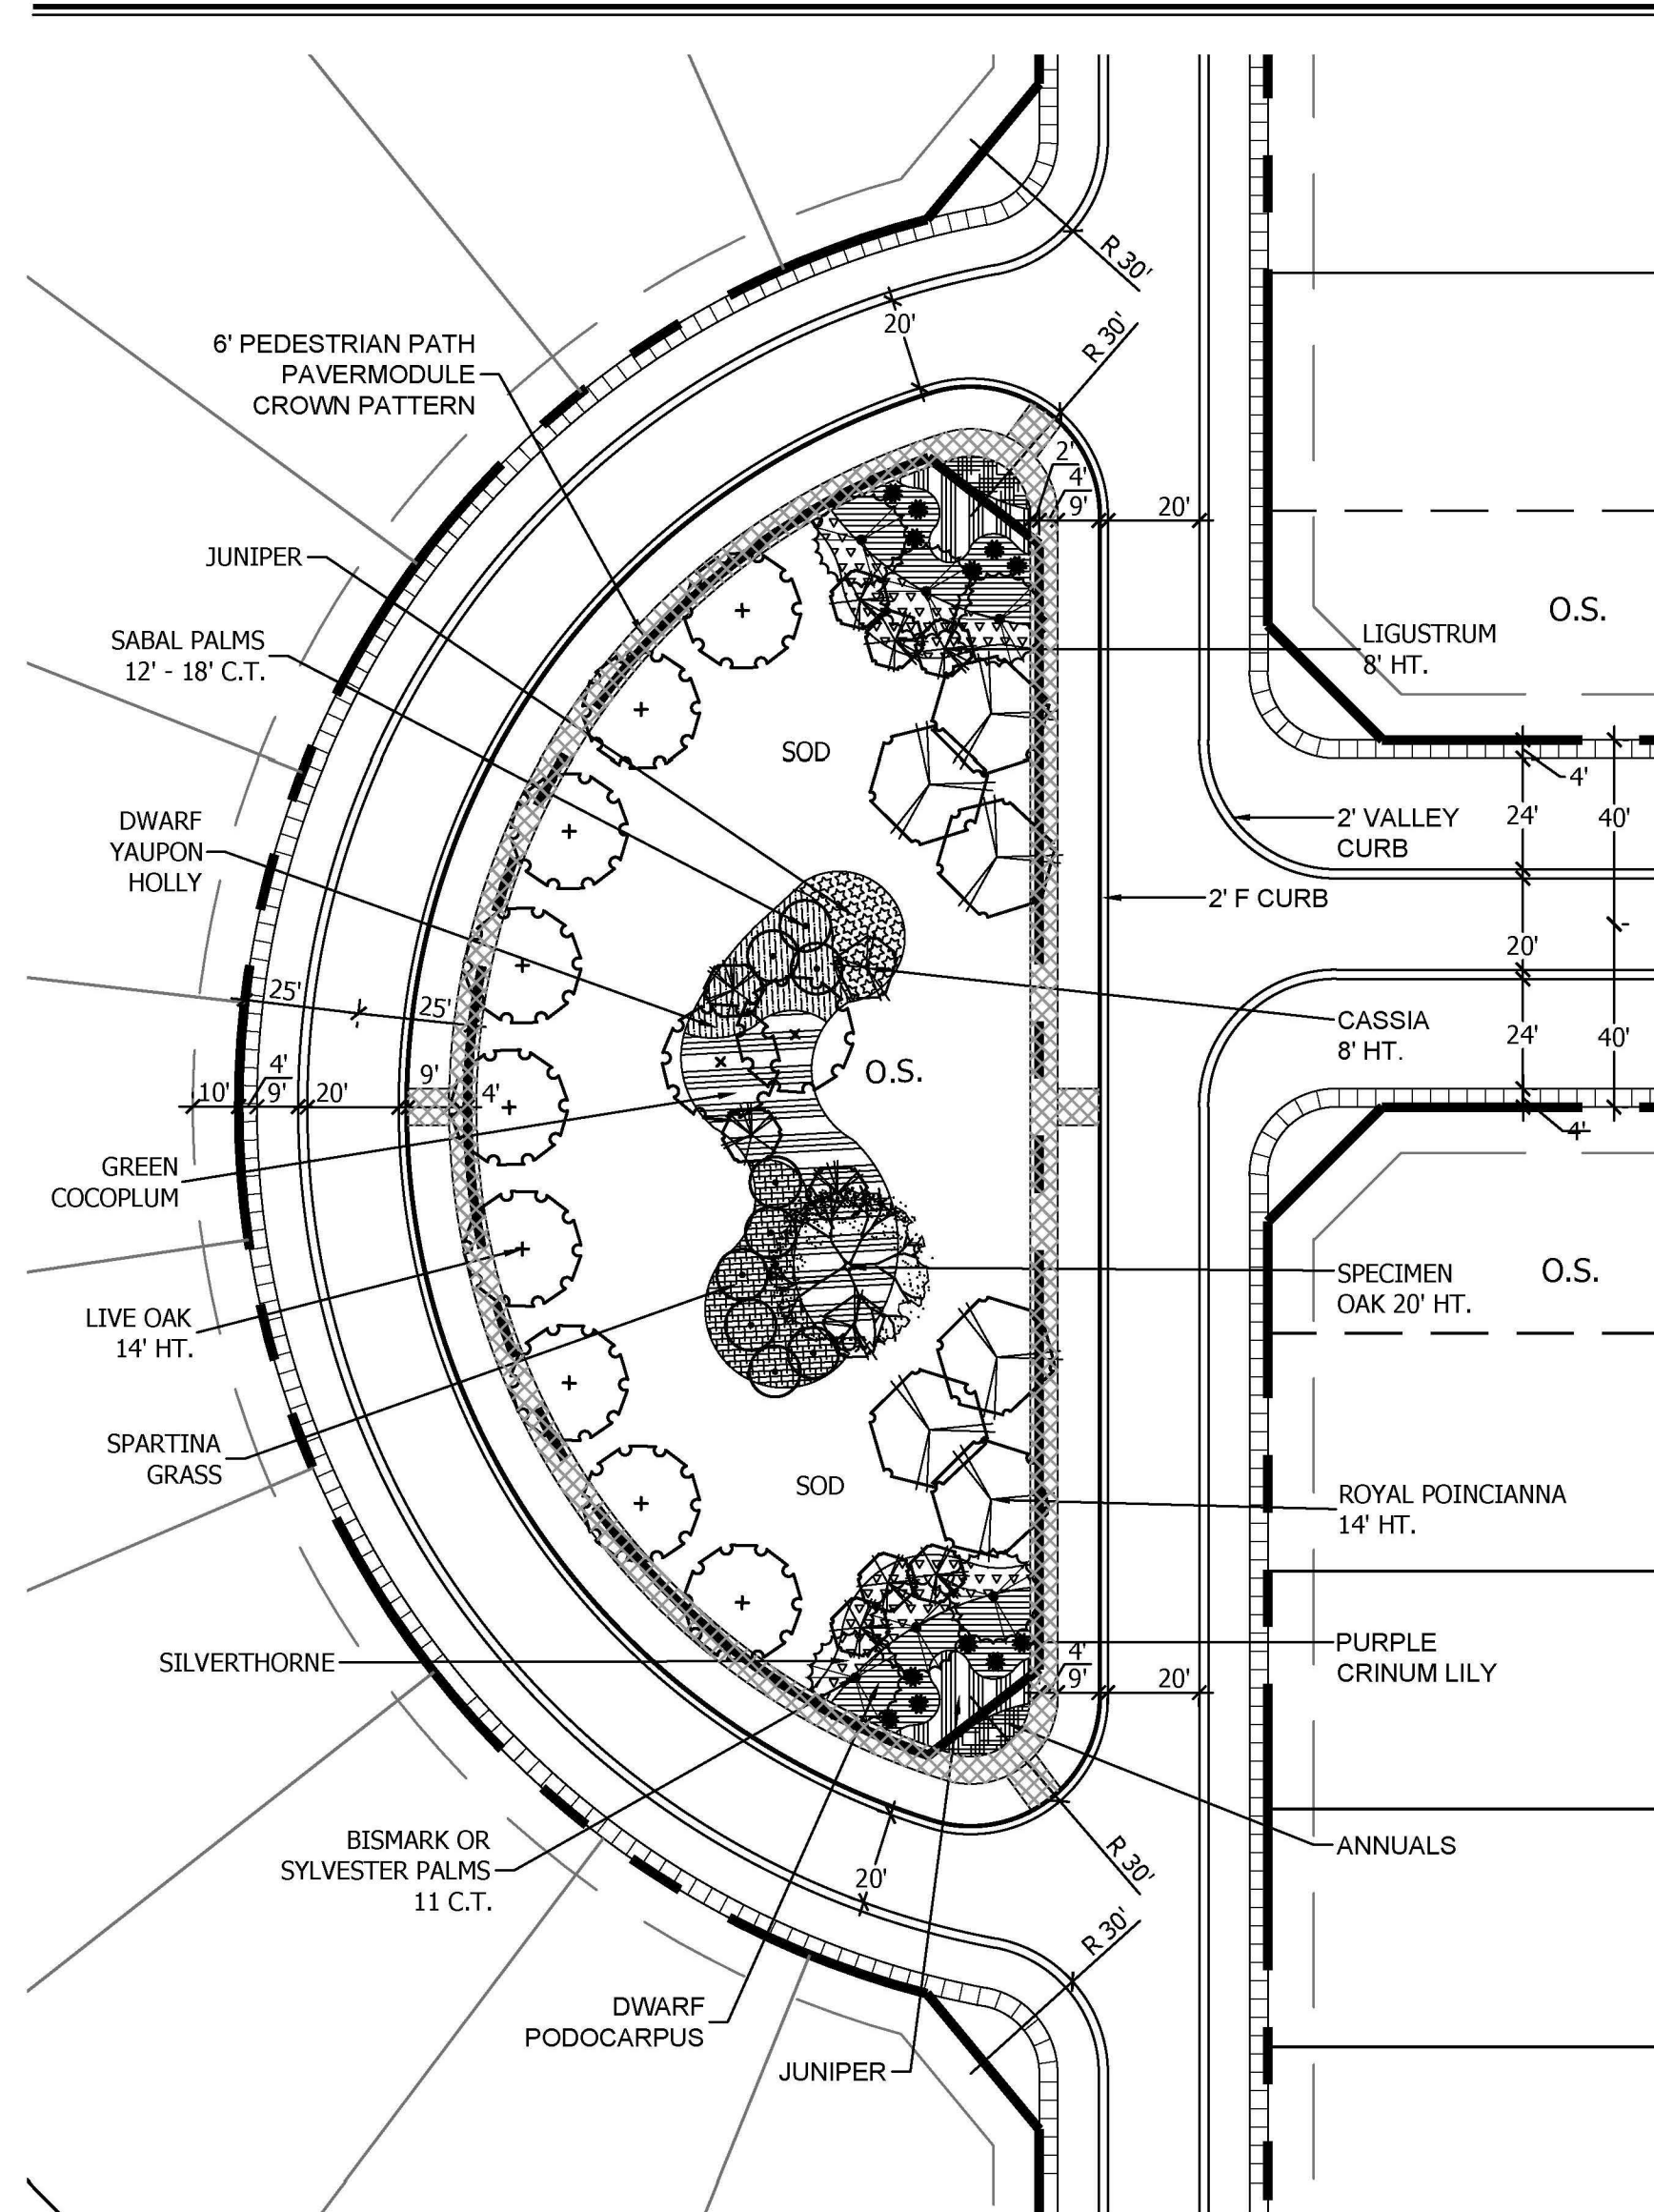 R 30'
20'
R 30'
6' PEDESTRIAN PATH
PAVERMODULE
CROWN PATTERN
2'
4'
9'
20'
JUNIPER
SABAL PALMS
12' - 18' C.T.
LIGUSTRUM
8' HT.
O.S.
SOD
4'
DWARF
YAUPON
HOLLY
2' VALLEY
CURB
24'
40'
2' F CURB
20'
25'
25'
CASSIA
8' HT.
24'
40'
O.S.
10'
4'
9'
20'
9'
4'
4'
GREEN
COCOPLUM
SPECIMEN
OAK 20' HT.
O.S.
LIVE OAK
14' HT.
SPARTINA
GRASS
SOD
ROYAL POINCIANNA
14' HT.
SILVERTHORNE
4'
9'
20'
PURPLE
CRINUM LILY
BISMARK OR
SYLVESTER PALMS
11 C.T.
20'
R 30'
ANNUALS
R 30'
DWARF
PODOCARPUS
JUNIPER